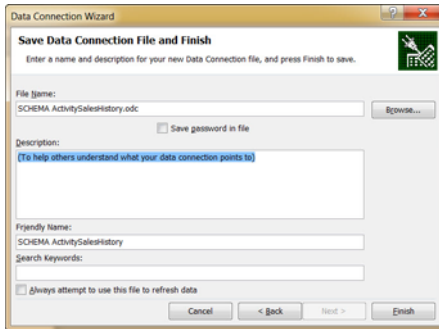 Data Connection Wizard
Save Data Connection File and Finish
Enter a name and description for your new Data Connection file, and press Finish to save.
File Name:
SCHEMA ActivitySalesHistory.odc
Browse...
Save password in file
Description:
(To help others understand what your data connection points to)
Friendly Name:
SCHEMA ActivitySalesHistory
Search Keywords:
Always attempt to use this file to refresh data
Cancel
< Back
Next >
Finish